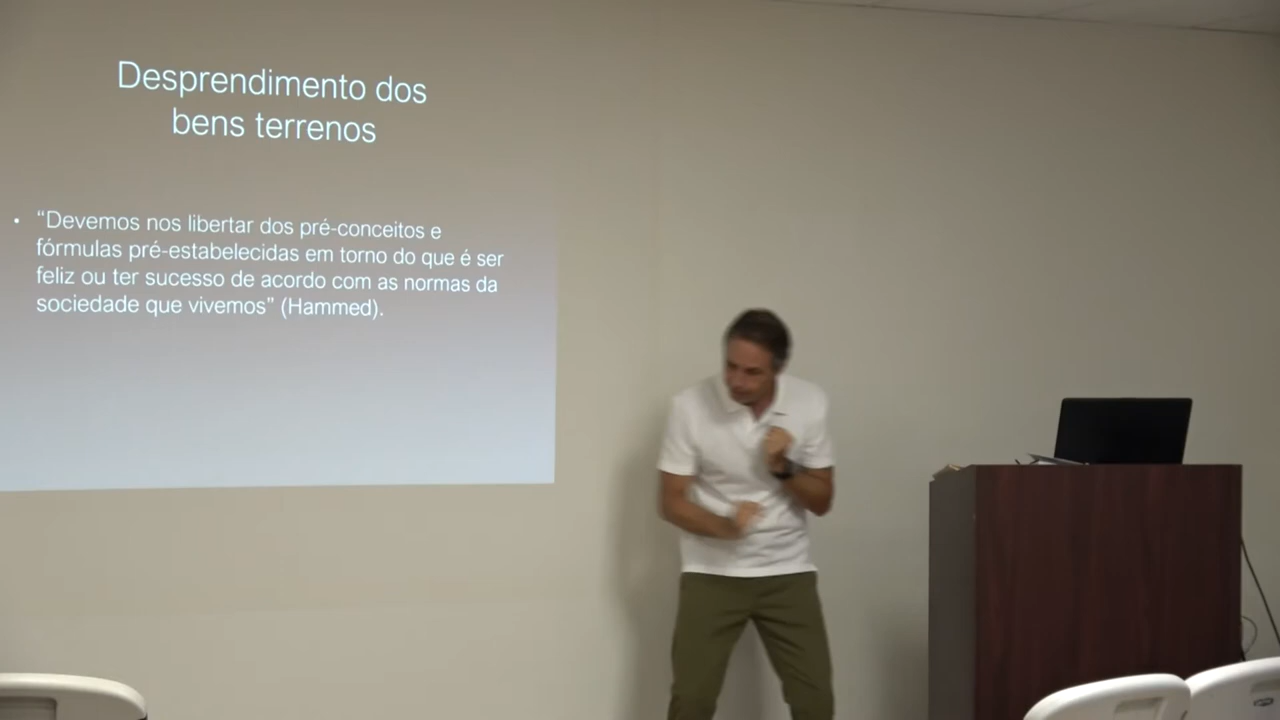 Desprendimento dos
bens terrenos
• “Devemos nos libertar dos pré-conceitos e
fórmulas pré-estabelecidas em torno do que é ser
feliz ou ter sucesso de acordo com as normas da
sociedade que vivemos” (Hammed).